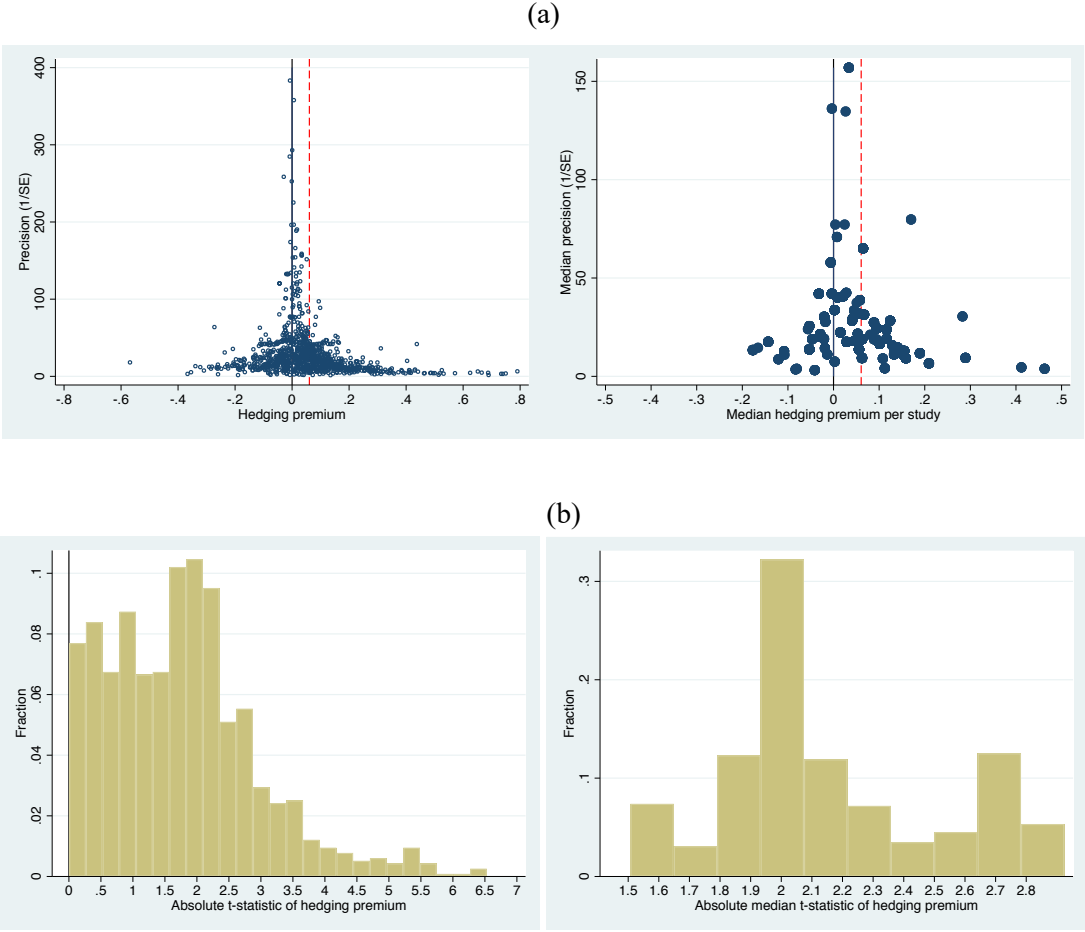 (a)
400
300
200
100
0
Precision (1/SE)
-.8 -.6 -.4 -.2 0 .2 .4 .6 .8
Hedging premium
150
100
50
0
Median precision (1/SE)
-.5 -.4 -.3 -.2 -.1 0 .1 .2 .3 .4 .5
Median hedging premium per study
(b)
.1
.08
.06
.04
.02
0
Fraction
0 .5 1 1.5 2 2.5 3 3.5 4 4.5 5 5.5 6 6.5 7
Absolute t-statistic of hedging premium
.3
.2
.1
0
Fraction
1.5 1.6 1.7 1.8 1.9 2 2.1 2.2 2.3 2.4 2.5 2.6 2.7 2.8
Absolute median t-statistic of hedging premium